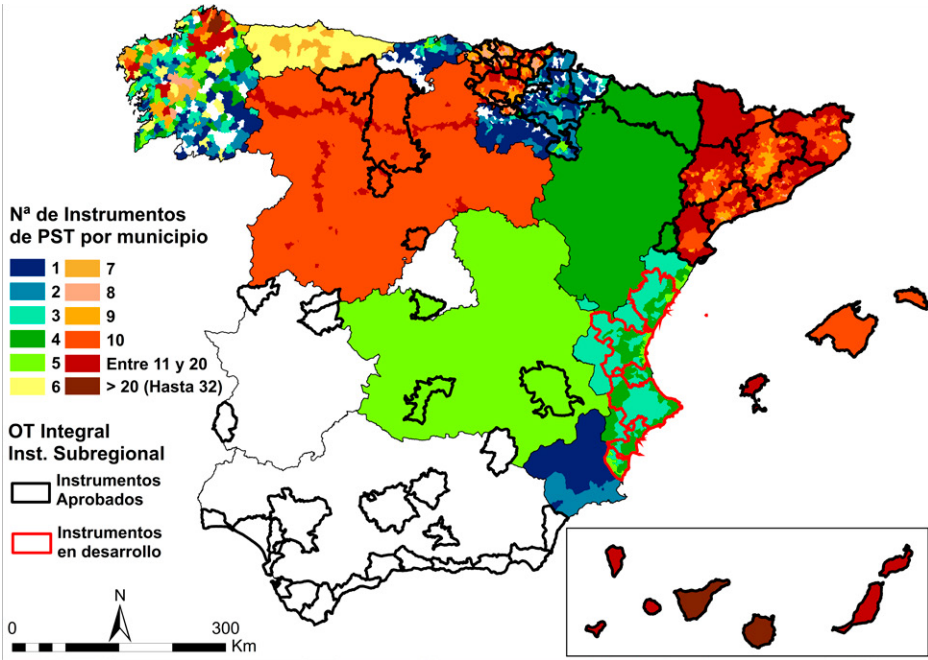 Nª de Instrumentos
de PST por municipio
1 7
2 8
3 9
4 10
5 Entre 11 y 20
6 > 20 (Hasta 32)
OT Integral
Inst. Subregional
Instrumentos
Aprobados
Instrumentos
en desarrollo
N
0 300
Km